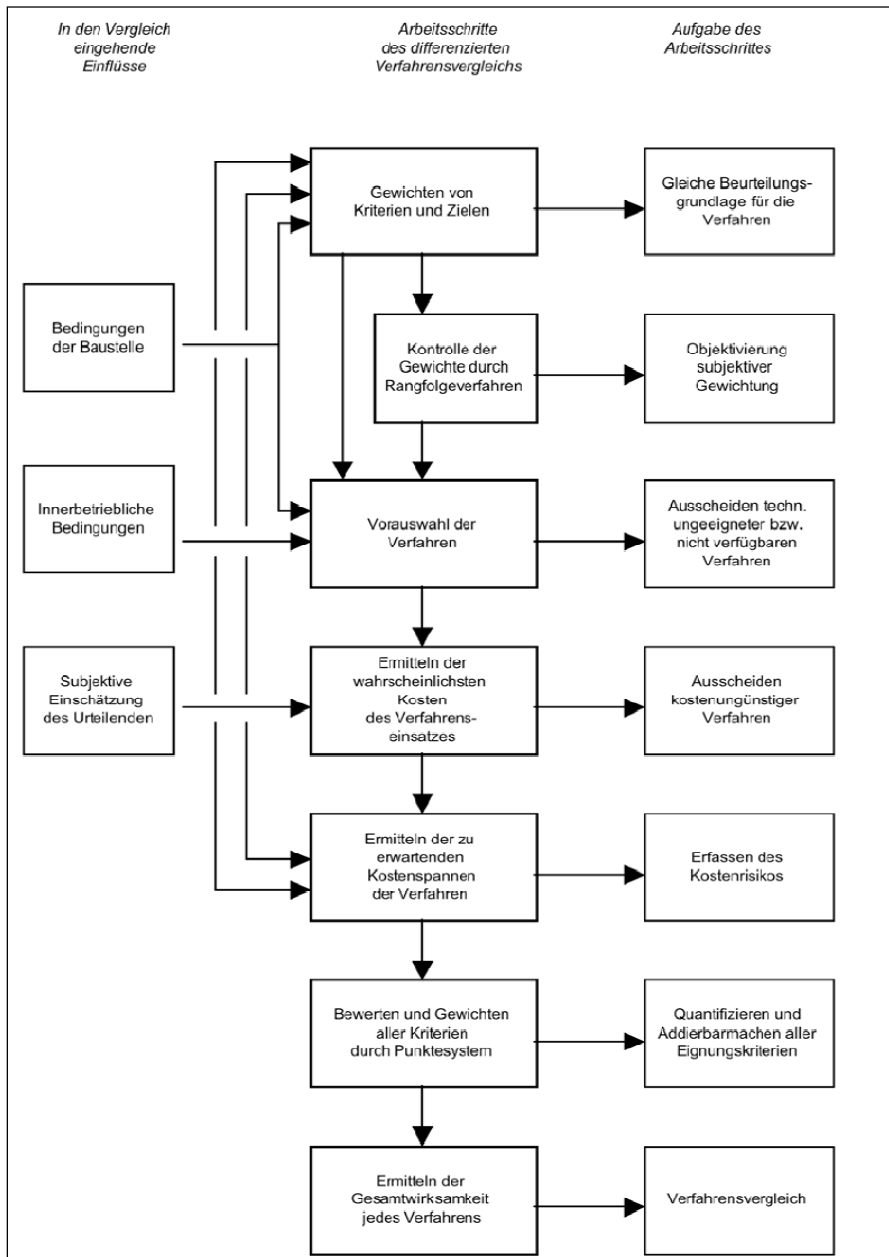 In den Vergleich
eingehende
Einflüsse
Arbeitsschritte
des differenzierten
Verfahrensvergleichs
Aufgabe des
Arbeitsschrittes
Gewichten von
Kriterien und Zielen
Gleiche Beurteilungs-
grundlage für die
Verfahren
Bedingungen
der Baustelle
Kontrolle der
Gewichte durch
Rangfolgeverfahren
Objektivierung
subjektiver
Gewichtung
Innerbetriebliche
Bedingungen
Vorauswahl der
Verfahren
Ausscheiden techn.
ungeeigneter bzw.
nicht verfügbaren
Verfahren
Subjektive
Einschätzung
des Urteilenden
Ermitteln der
wahrscheinlichsten
Kosten
des Verfahrens-
einsatzes
Ausscheiden
kostenungünstiger
Verfahren
Ermitteln der zu
erwartenden
Kostenspannen
der Verfahren
Erfassen des
Kostenrisikos
Bewerten und Gewichten
aller Kriterien
durch Punktesystem
Quantifizieren und
Addierbarmachen aller
Eignungskriterien
Ermitteln der
Gesamtwirksamkeit
jedes Verfahrens
Verfahrensvergleich